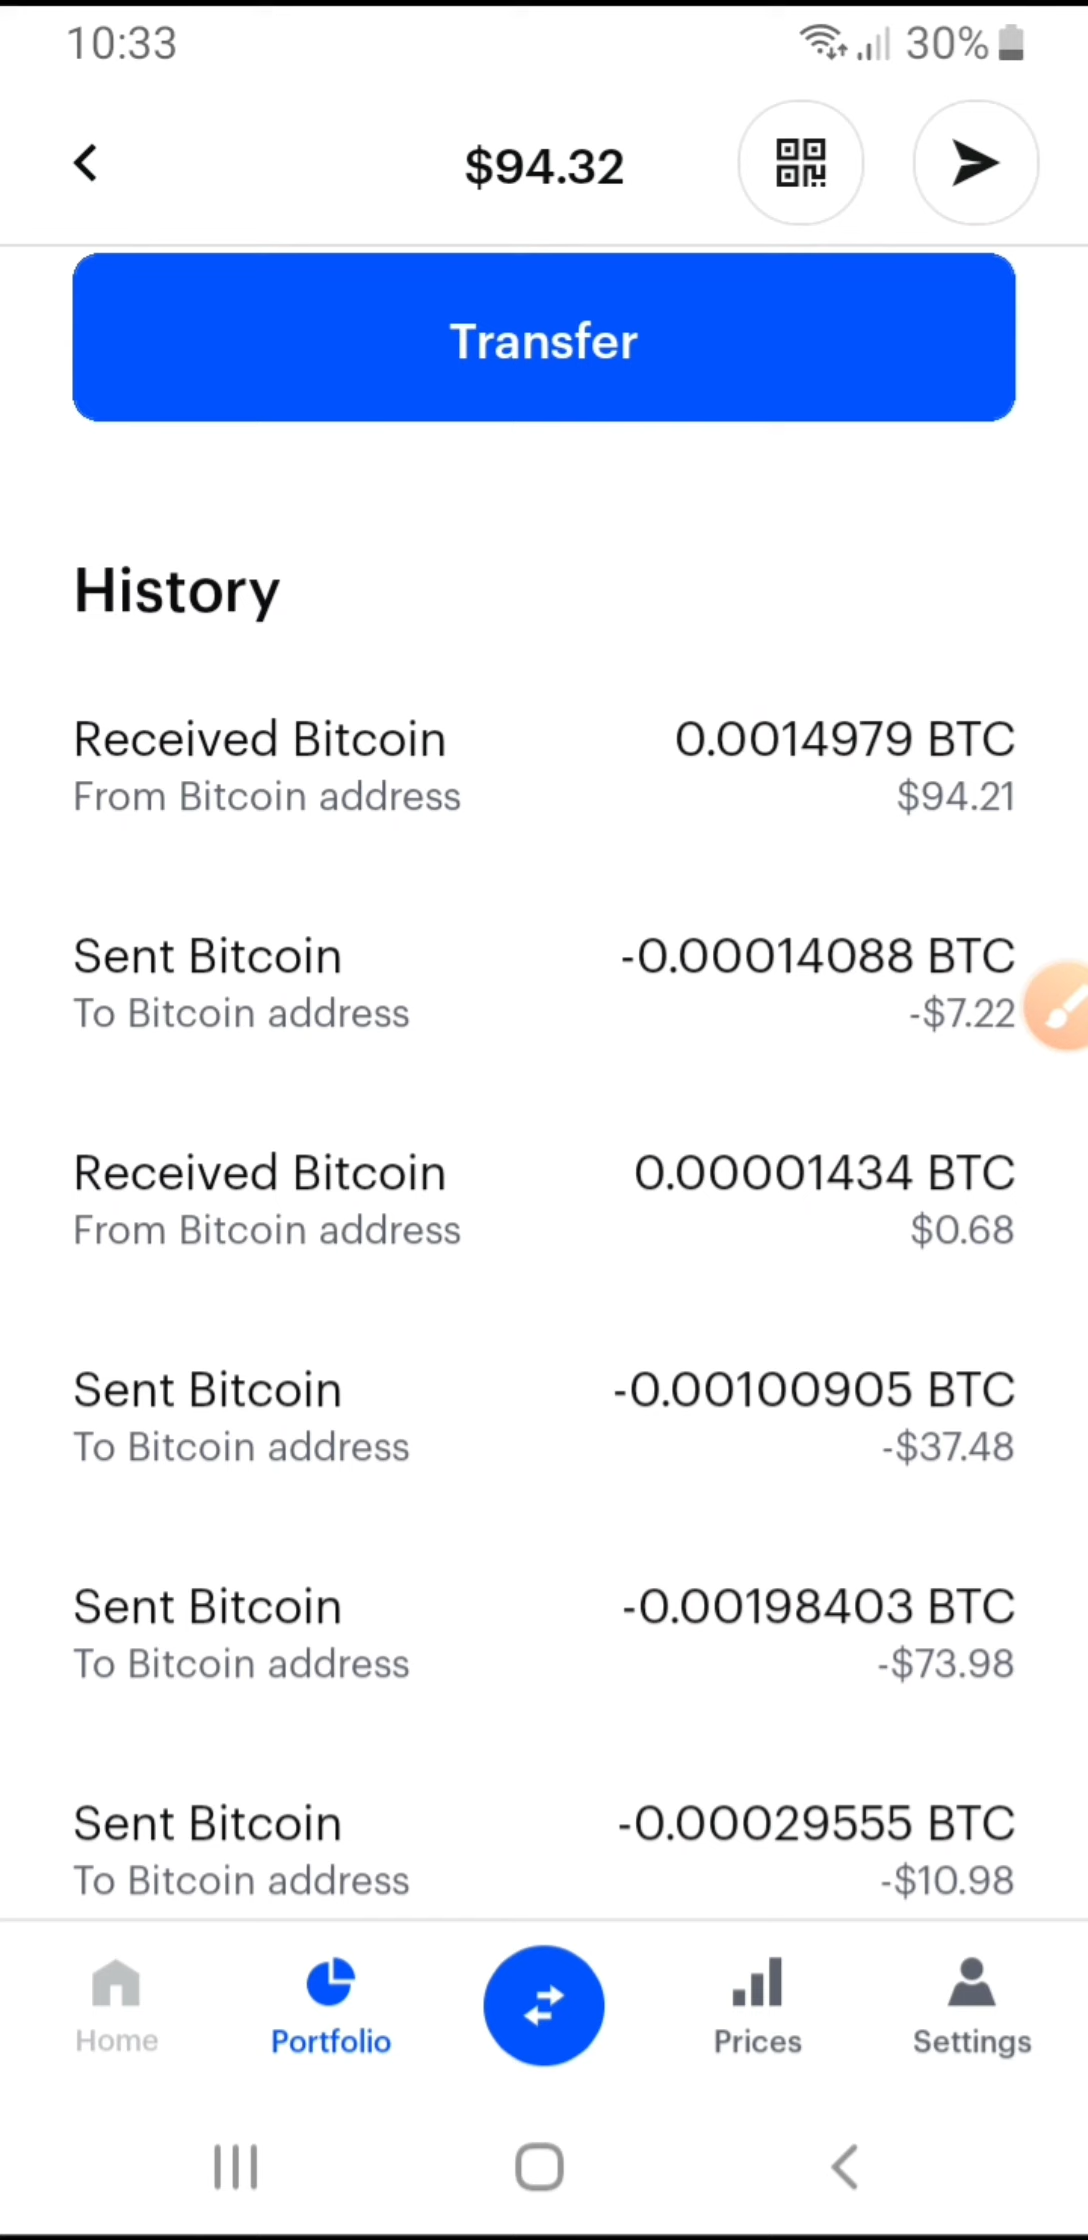 10:33 30%
$94.32
Transfer
History
Received Bitcoin 0.0014979 BTC
From Bitcoin address $94.21
Sent Bitcoin -0.00014088 BTC
To Bitcoin address -$7.22
Received Bitcoin 0.00001434 BTC
From Bitcoin address $0.68
Sent Bitcoin -0.00100905 BTC
To Bitcoin address -$37.48
Sent Bitcoin -0.00198403 BTC
To Bitcoin address -$73.98
Sent Bitcoin -0.00029555 BTC
To Bitcoin address -$10.98
Home Portfolio Prices Settings